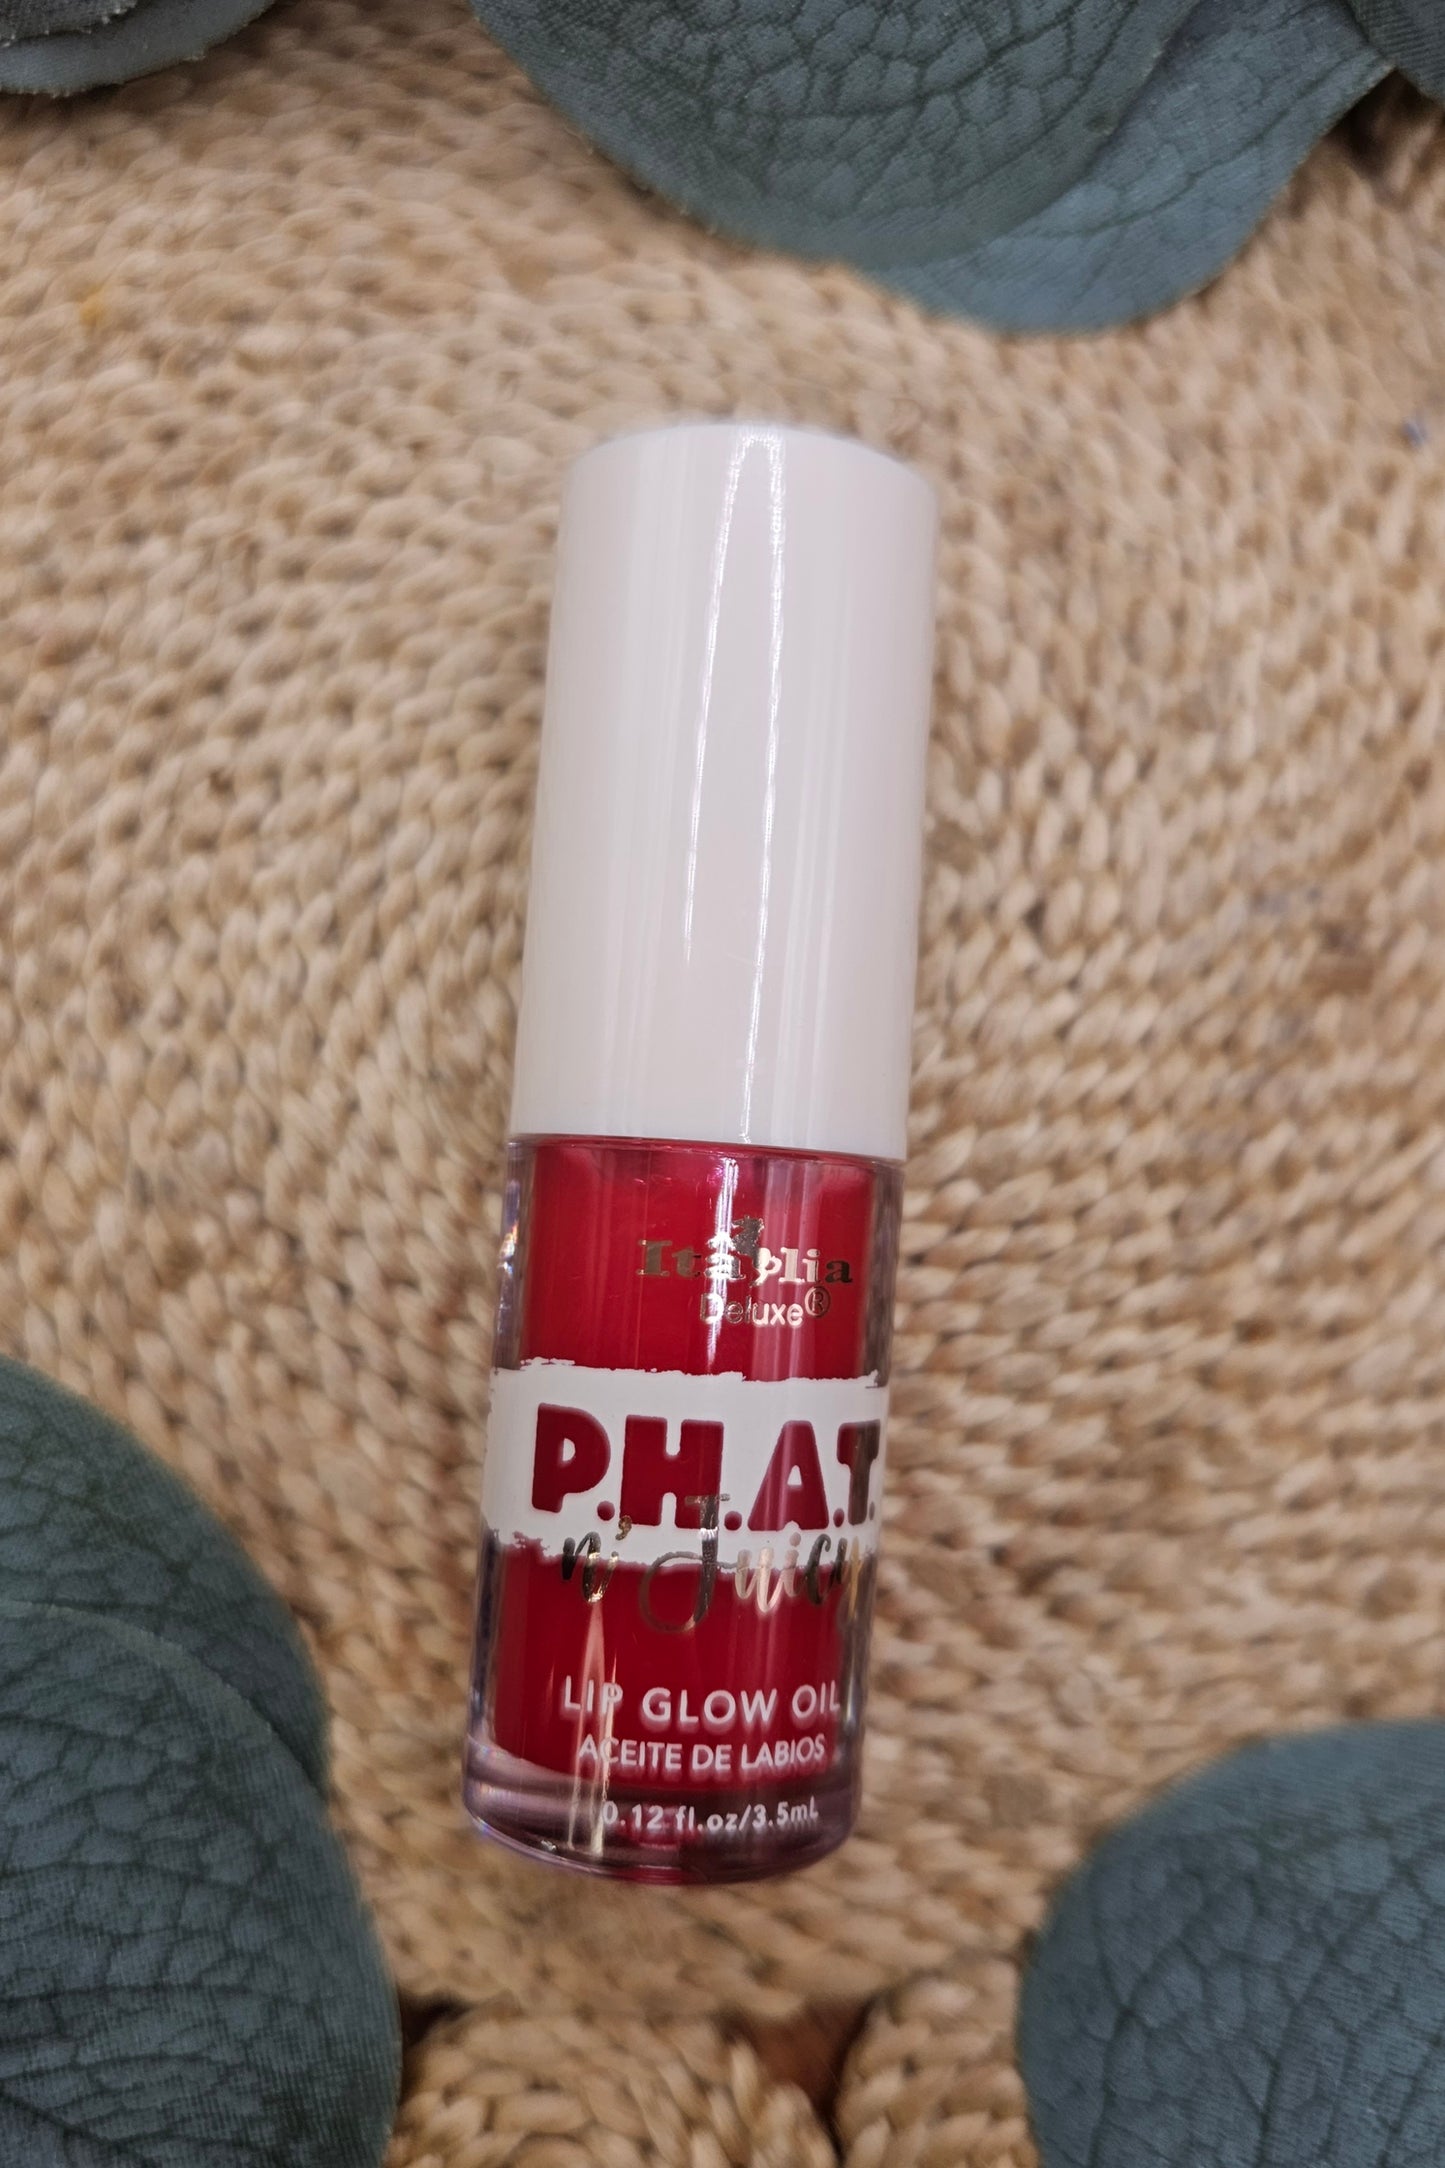 Italia
Deluxe®
P.H.A.T.
n' Juicy
LIP GLOW OIL
ACEITE DE LABIOS
0.12 fl.oz/3.5mL